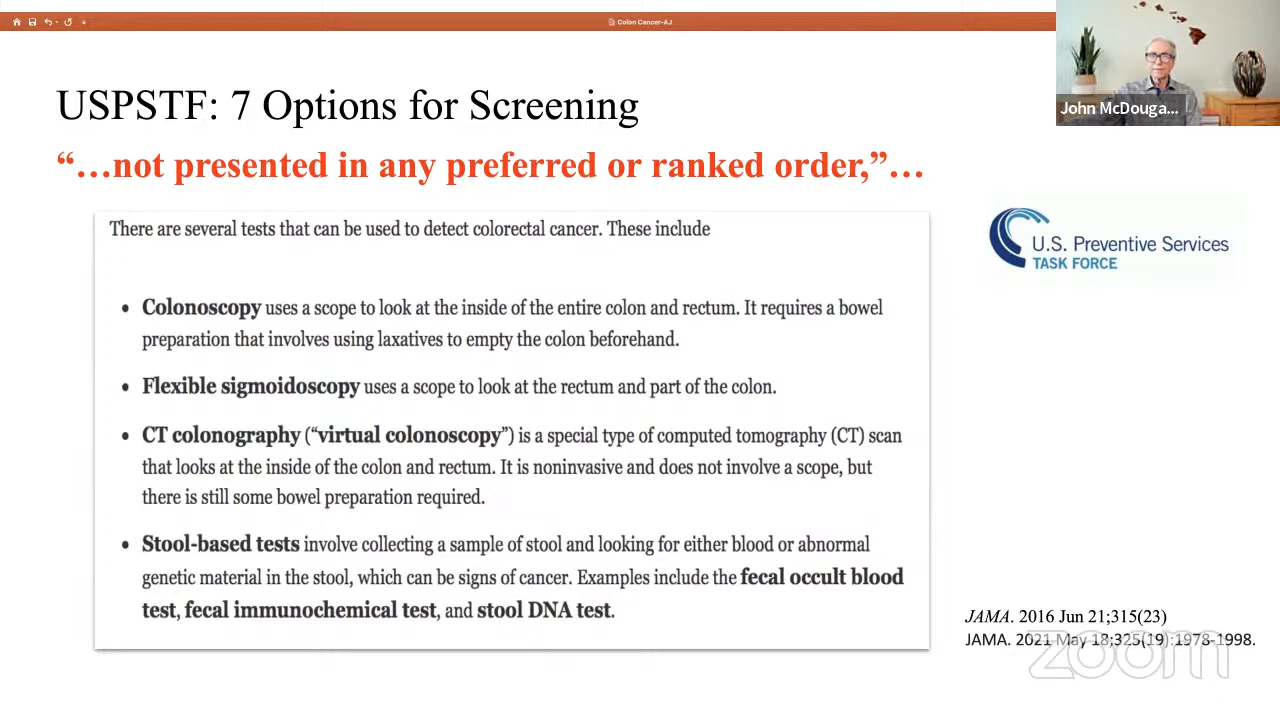 Colon Cancer-AJ
John McDouga...
USPSTF: 7 Options for Screening
“…not presented in any preferred or ranked order,”…
There are several tests that can be used to detect colorectal cancer. These include
• Colonoscopy uses a scope to look at the inside of the entire colon and rectum. It requires a bowel
preparation that involves using laxatives to empty the colon beforehand.
• Flexible sigmoidoscopy uses a scope to look at the rectum and part of the colon.
• CT colonography (“virtual colonoscopy”) is a special type of computed tomography (CT) scan
that looks at the inside of the colon and rectum. It is noninvasive and does not involve a scope, but
there is still some bowel preparation required.
• Stool-based tests involve collecting a sample of stool and looking for either blood or abnormal
genetic material in the stool, which can be signs of cancer. Examples include the fecal occult blood
test, fecal immunochemical test, and stool DNA test.
U.S. Preventive Services
TASK FORCE
JAMA. 2016 Jun 21;315(23)
JAMA. 2021 May 18;325(19):1978-1998.
zoom